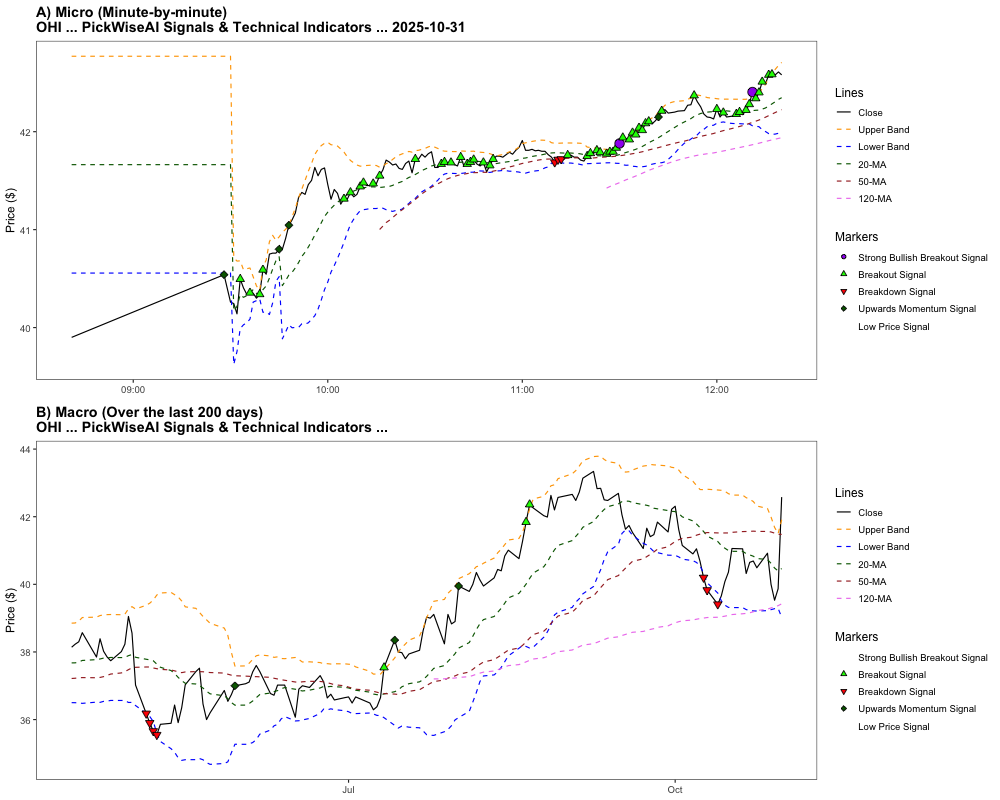 A) Micro (Minute-by-minute)
OHI ... PickWiseAI Signals & Technical Indicators ... 2025-10-31
Price ($)
42
41
40
09:00
10:00
11:00
12:00
Lines
Close
Upper Band
Lower Band
20-MA
50-MA
120-MA
Markers
Strong Bullish Breakout Signal
Breakout Signal
Breakdown Signal
Upwards Momentum Signal
Low Price Signal
B) Macro (Over the last 200 days)
OHI ... PickWiseAI Signals & Technical Indicators ...
Price ($)
44
42
40
38
36
Jul
Oct
Lines
Close
Upper Band
Lower Band
20-MA
50-MA
120-MA
Markers
Strong Bullish Breakout Signal
Breakout Signal
Breakdown Signal
Upwards Momentum Signal
Low Price Signal